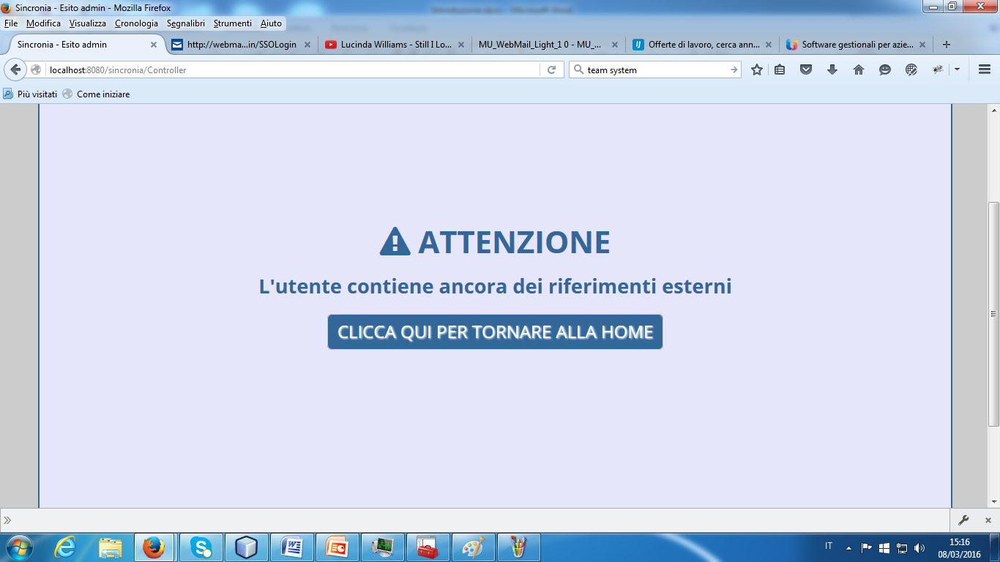 Sincronia - Esito admin - Mozilla Firefox
File Modifica Visualizza Cronologia Segnalibri Strumenti Aiuto
Sincronia - Esito admin
http://webma...in/SSOLogin
Lucinda Williams - Still I Lo...
MU_WebMail_Light_1 0 - MU_...
Offerte di lavoro, cerca ann...
Software gestionali per azie...
localhost:8080/sincronia/Controller
team system
Più visitati Come iniziare
ATTENZIONE
L'utente contiene ancora dei riferimenti esterni
CLICCA QUI PER TORNARE ALLA HOME
IT
15:16
08/03/2016